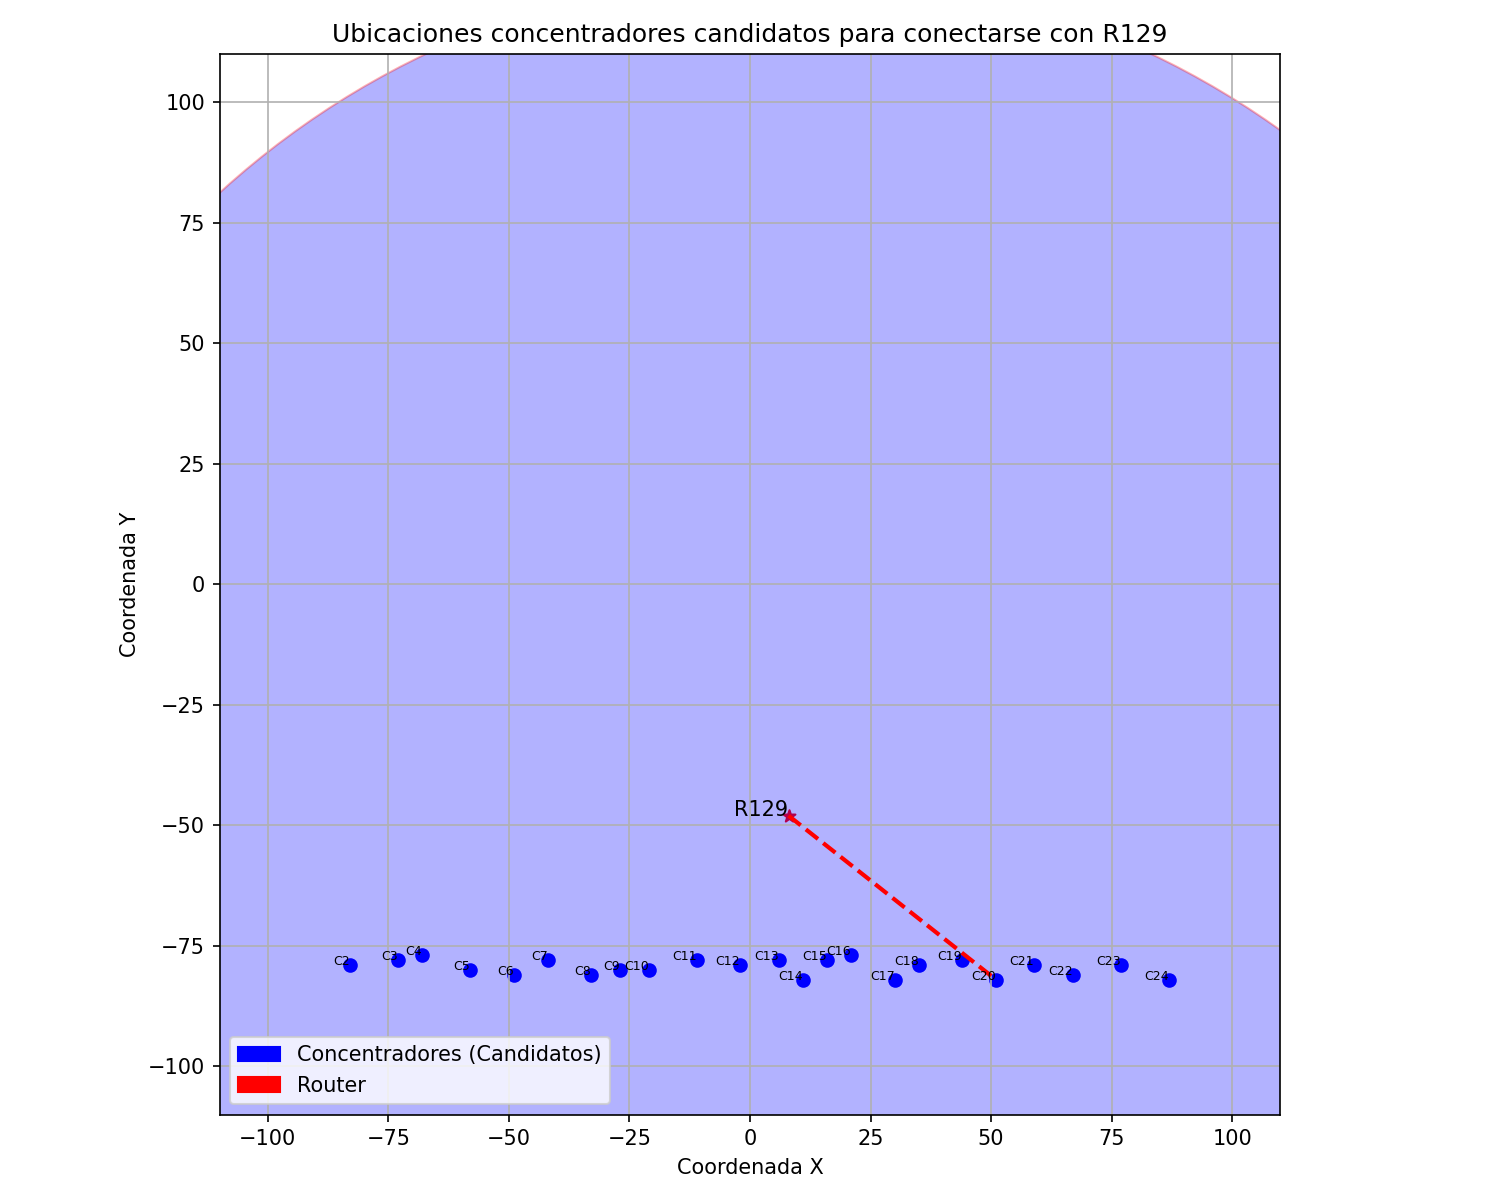 Ubicaciones concentradores candidatos para conectarse con R129
Coordenada Y
100
75
50
25
0
−25
−50
−75
−100
R129
C2
C3
C4
C5
C6
C7
C8
C9
C10
C11
C12
C13
C14
C15
C16
C17
C18
C19
C20
C21
C22
C23
C24
Concentradores (Candidatos)
Router
−100
−75
−50
−25
0
25
50
75
100
Coordenada X